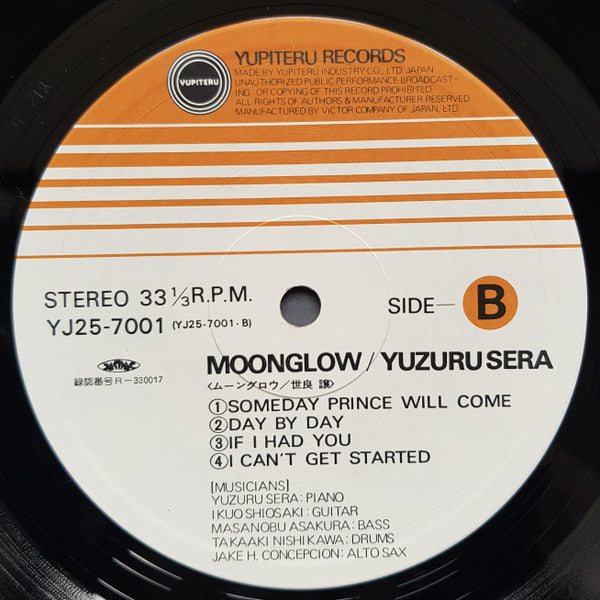 YUPITERU RECORDS
YUPITERU
MADE BY YUPITERU INDUSTRY CO., LTD. JAPAN
UNAUTHORIZED PUBLIC PERFORMANCE·BROADCAST-
ING OR COPYING OF THIS RECORD PROHIBITED
ALL RIGHTS OF AUTHORS & MANUFACTURER RESERVED
MANUFACTURED BY VICTOR COMPANY OF JAPAN, LTD.
STEREO 33 ⅓ R.P.M.
SIDE— B
YJ25-7001 (YJ25-7001·B)
MOONGLOW / YUZURU SERA
録認番号R-330017
〈ムーングロウ／世良 譲〉
①SOMEDAY PRINCE WILL COME
②DAY BY DAY
③IF I HAD YOU
④I CAN'T GET STARTED
[MUSICIANS]
YUZURU SERA: PIANO
IKUO SHIOSAKI: GUITAR
MASANOBU ASAKURA: BASS
TAKAAKI NISHIKAWA: DRUMS
JAKE H. CONCEPCION: ALTO SAX